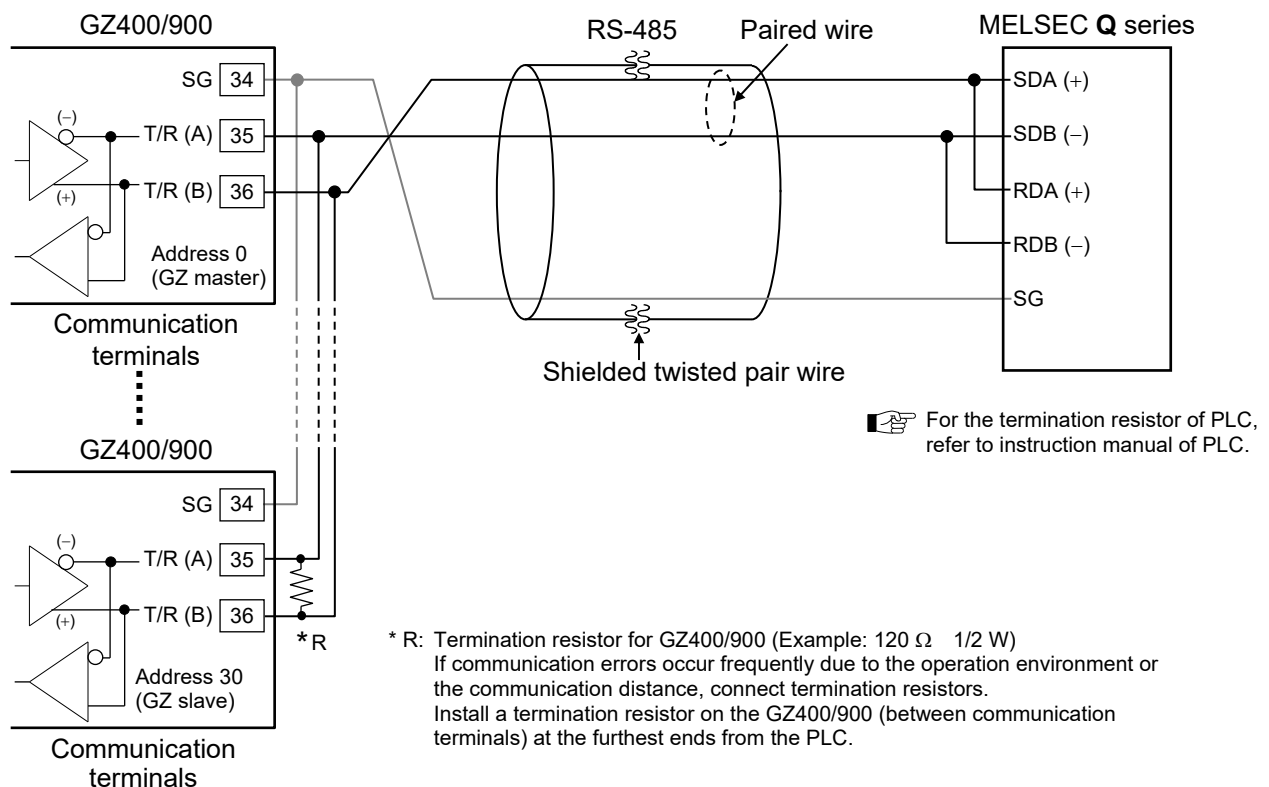 GZ400/900
RS-485
Paired wire
MELSEC Q series
SG 34
(−)
T/R (A) 35
T/R (B) 36
(+)
Address 0
(GZ master)
Communication
terminals
SDA (+)
SDB (−)
RDA (+)
RDB (−)
SG
Shielded twisted pair wire
For the termination resistor of PLC,
refer to instruction manual of PLC.
GZ400/900
SG 34
(−)
T/R (A) 35
T/R (B) 36
(+)
*R
Address 30
(GZ slave)
Communication
terminals
* R: Termination resistor for GZ400/900 (Example: 120 Ω 1/2 W)
If communication errors occur frequently due to the operation environment or
the communication distance, connect termination resistors.
Install a termination resistor on the GZ400/900 (between communication
terminals) at the furthest ends from the PLC.